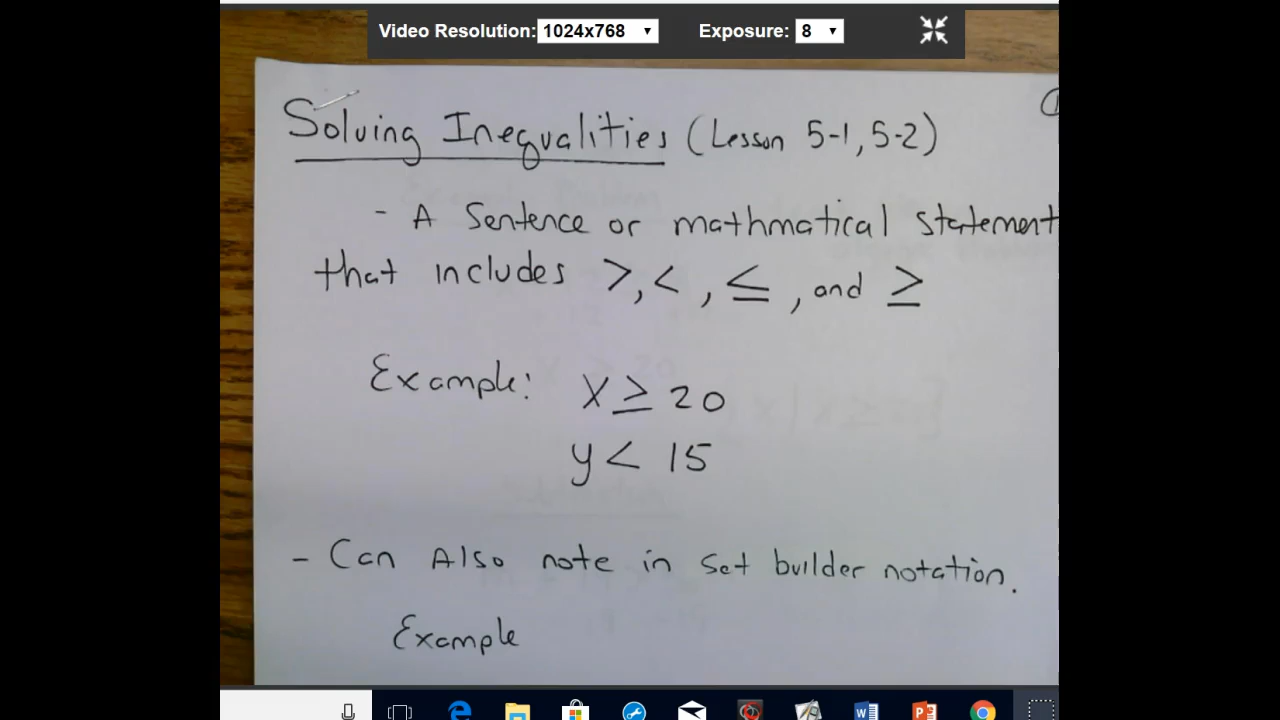 Video Resolution: 1024x768 Exposure: 8
Solving Inequalities (Lesson 5-1, 5-2)
- A Sentence or mathmatical statement
that includes >, <, ≤, and ≥
Example: X ≥ 20
y < 15
- Can Also note in set builder notation.
Example